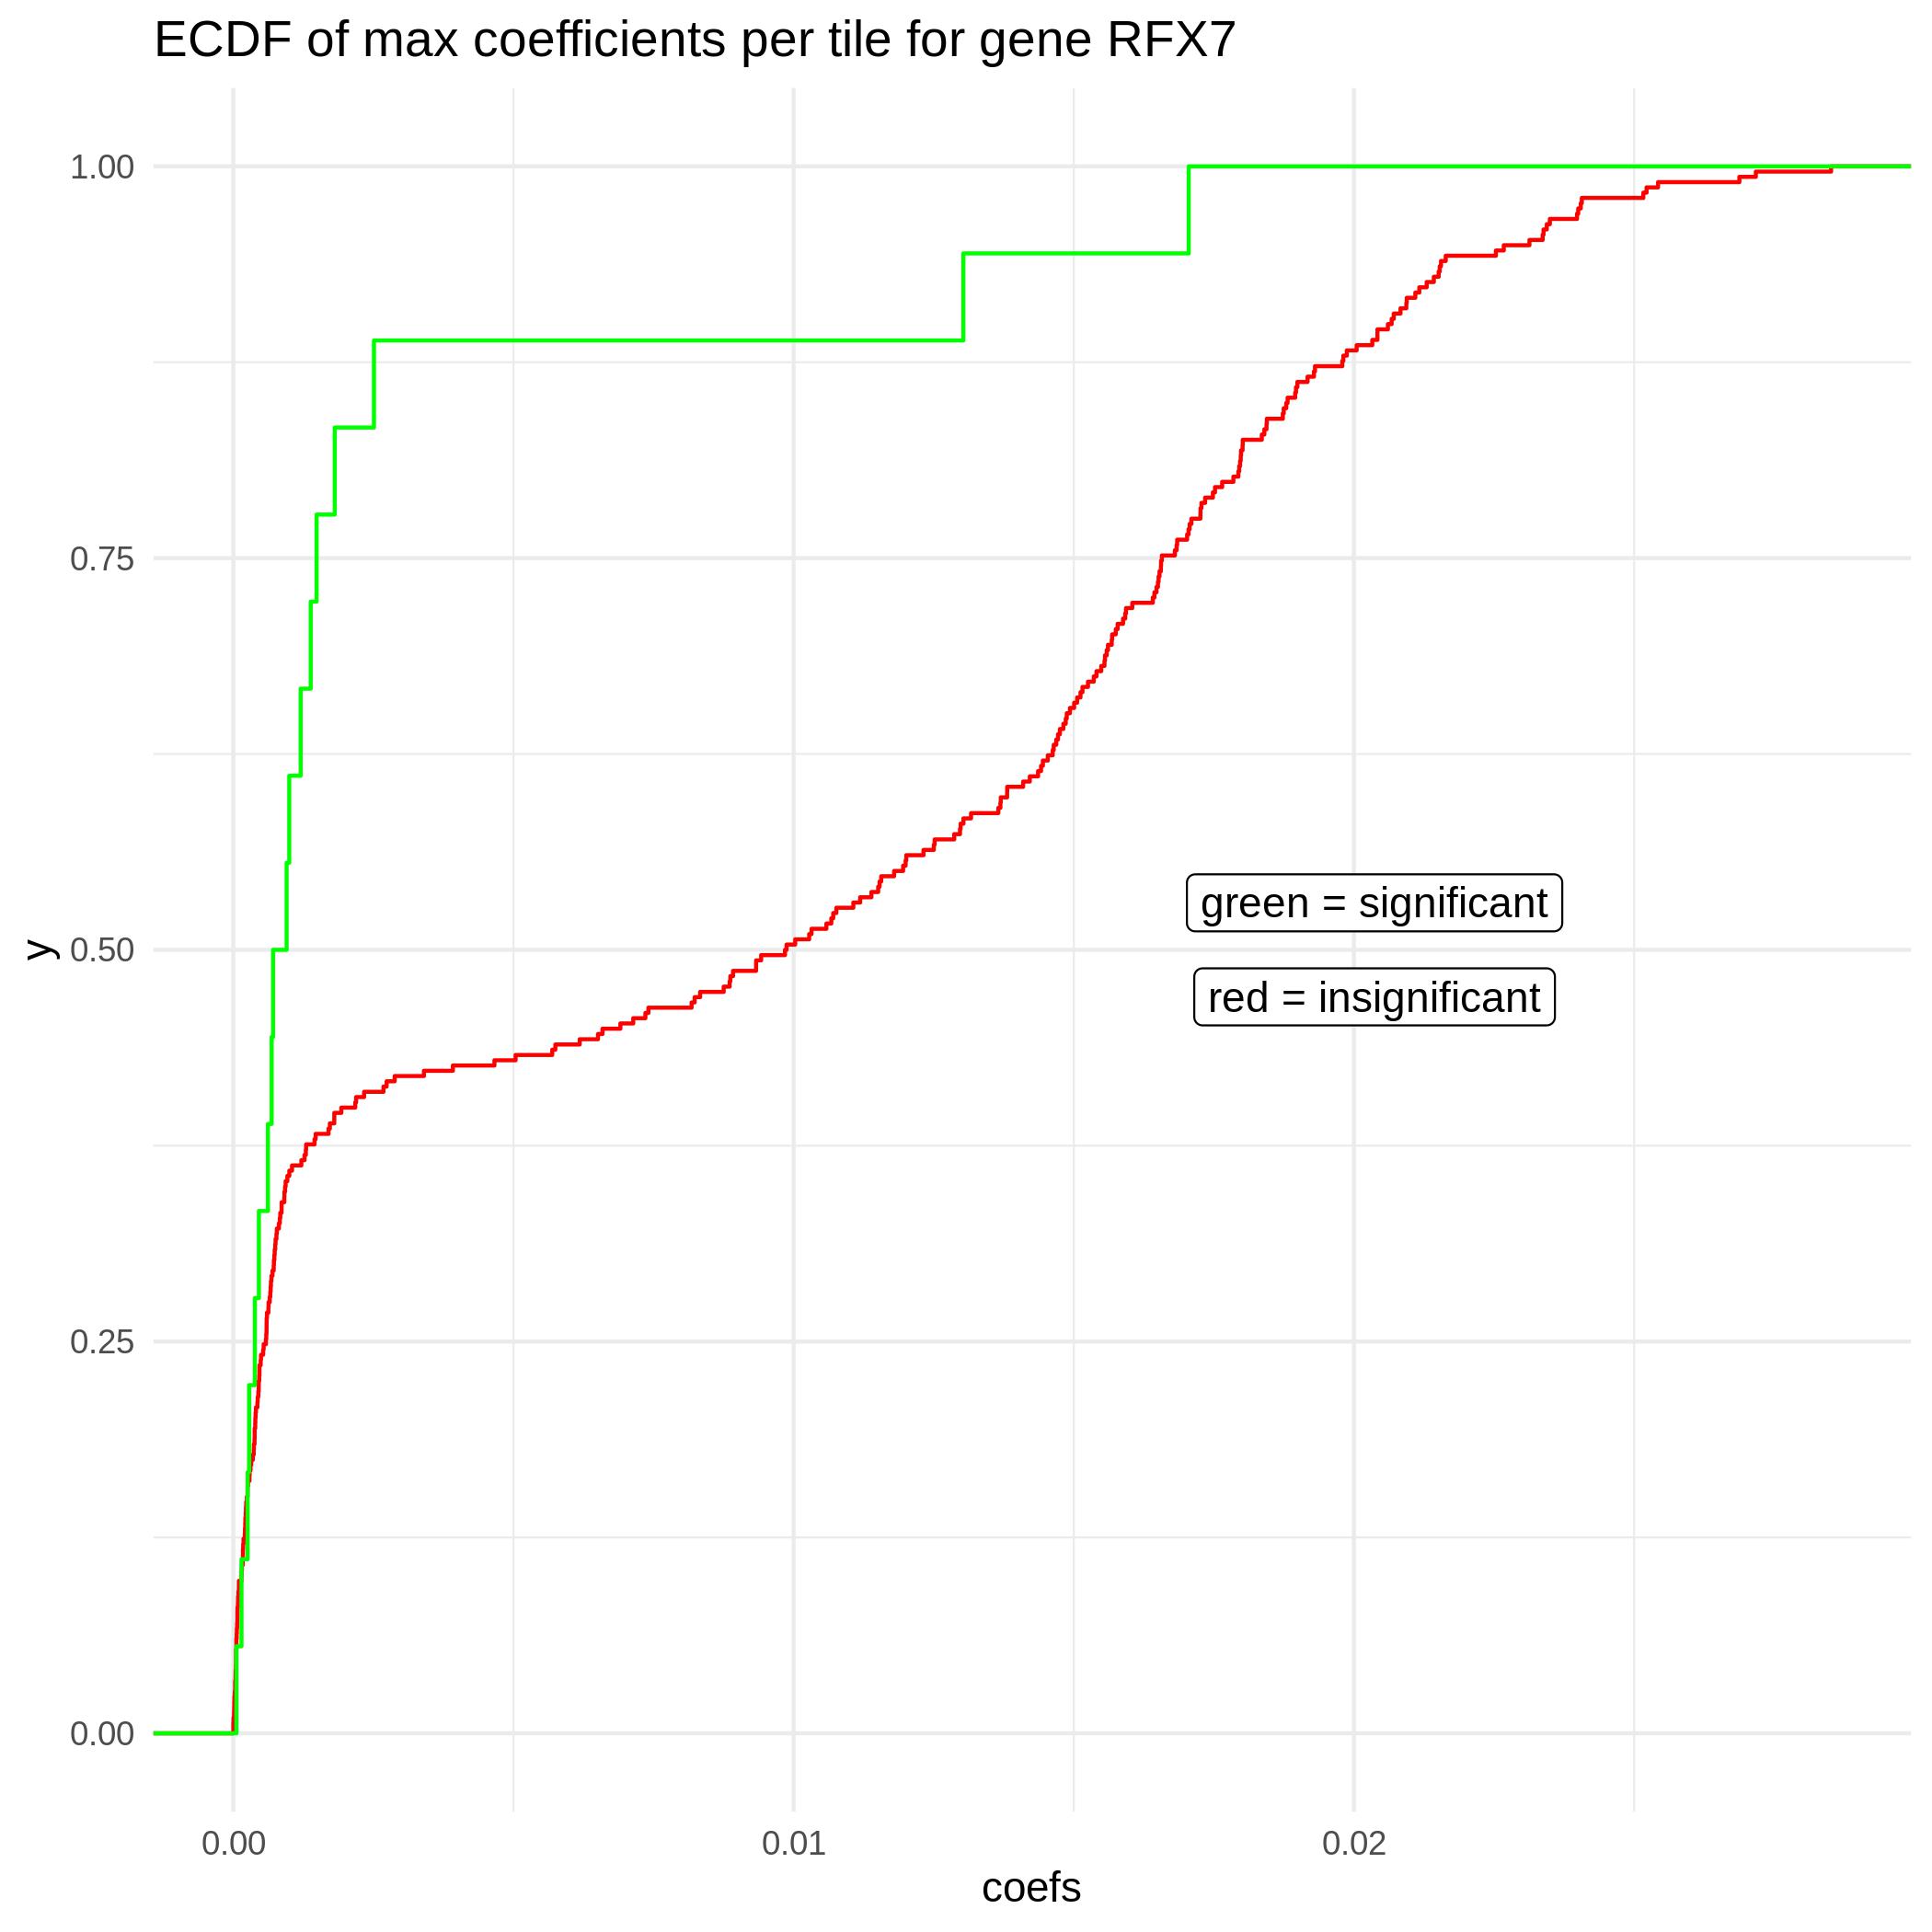 ECDF of max coefficients per tile for gene RFX7
1.00
0.75
0.50
0.25
0.00
y
green = significant
red = insignificant
0.00 0.01 0.02
coefs